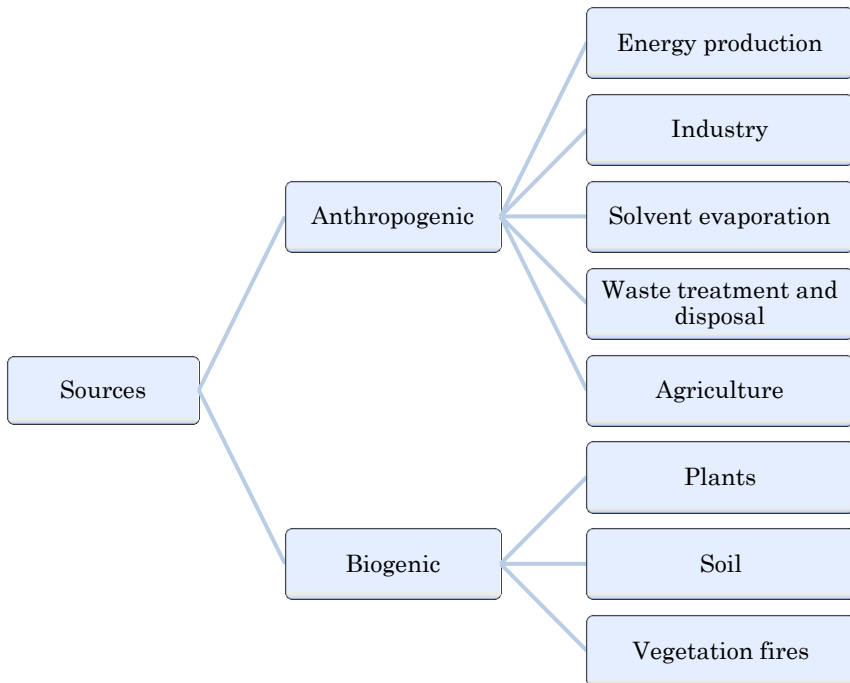 Sources
Anthropogenic
Energy production
Industry
Solvent evaporation
Waste treatment and
disposal
Agriculture
Biogenic
Plants
Soil
Vegetation fires